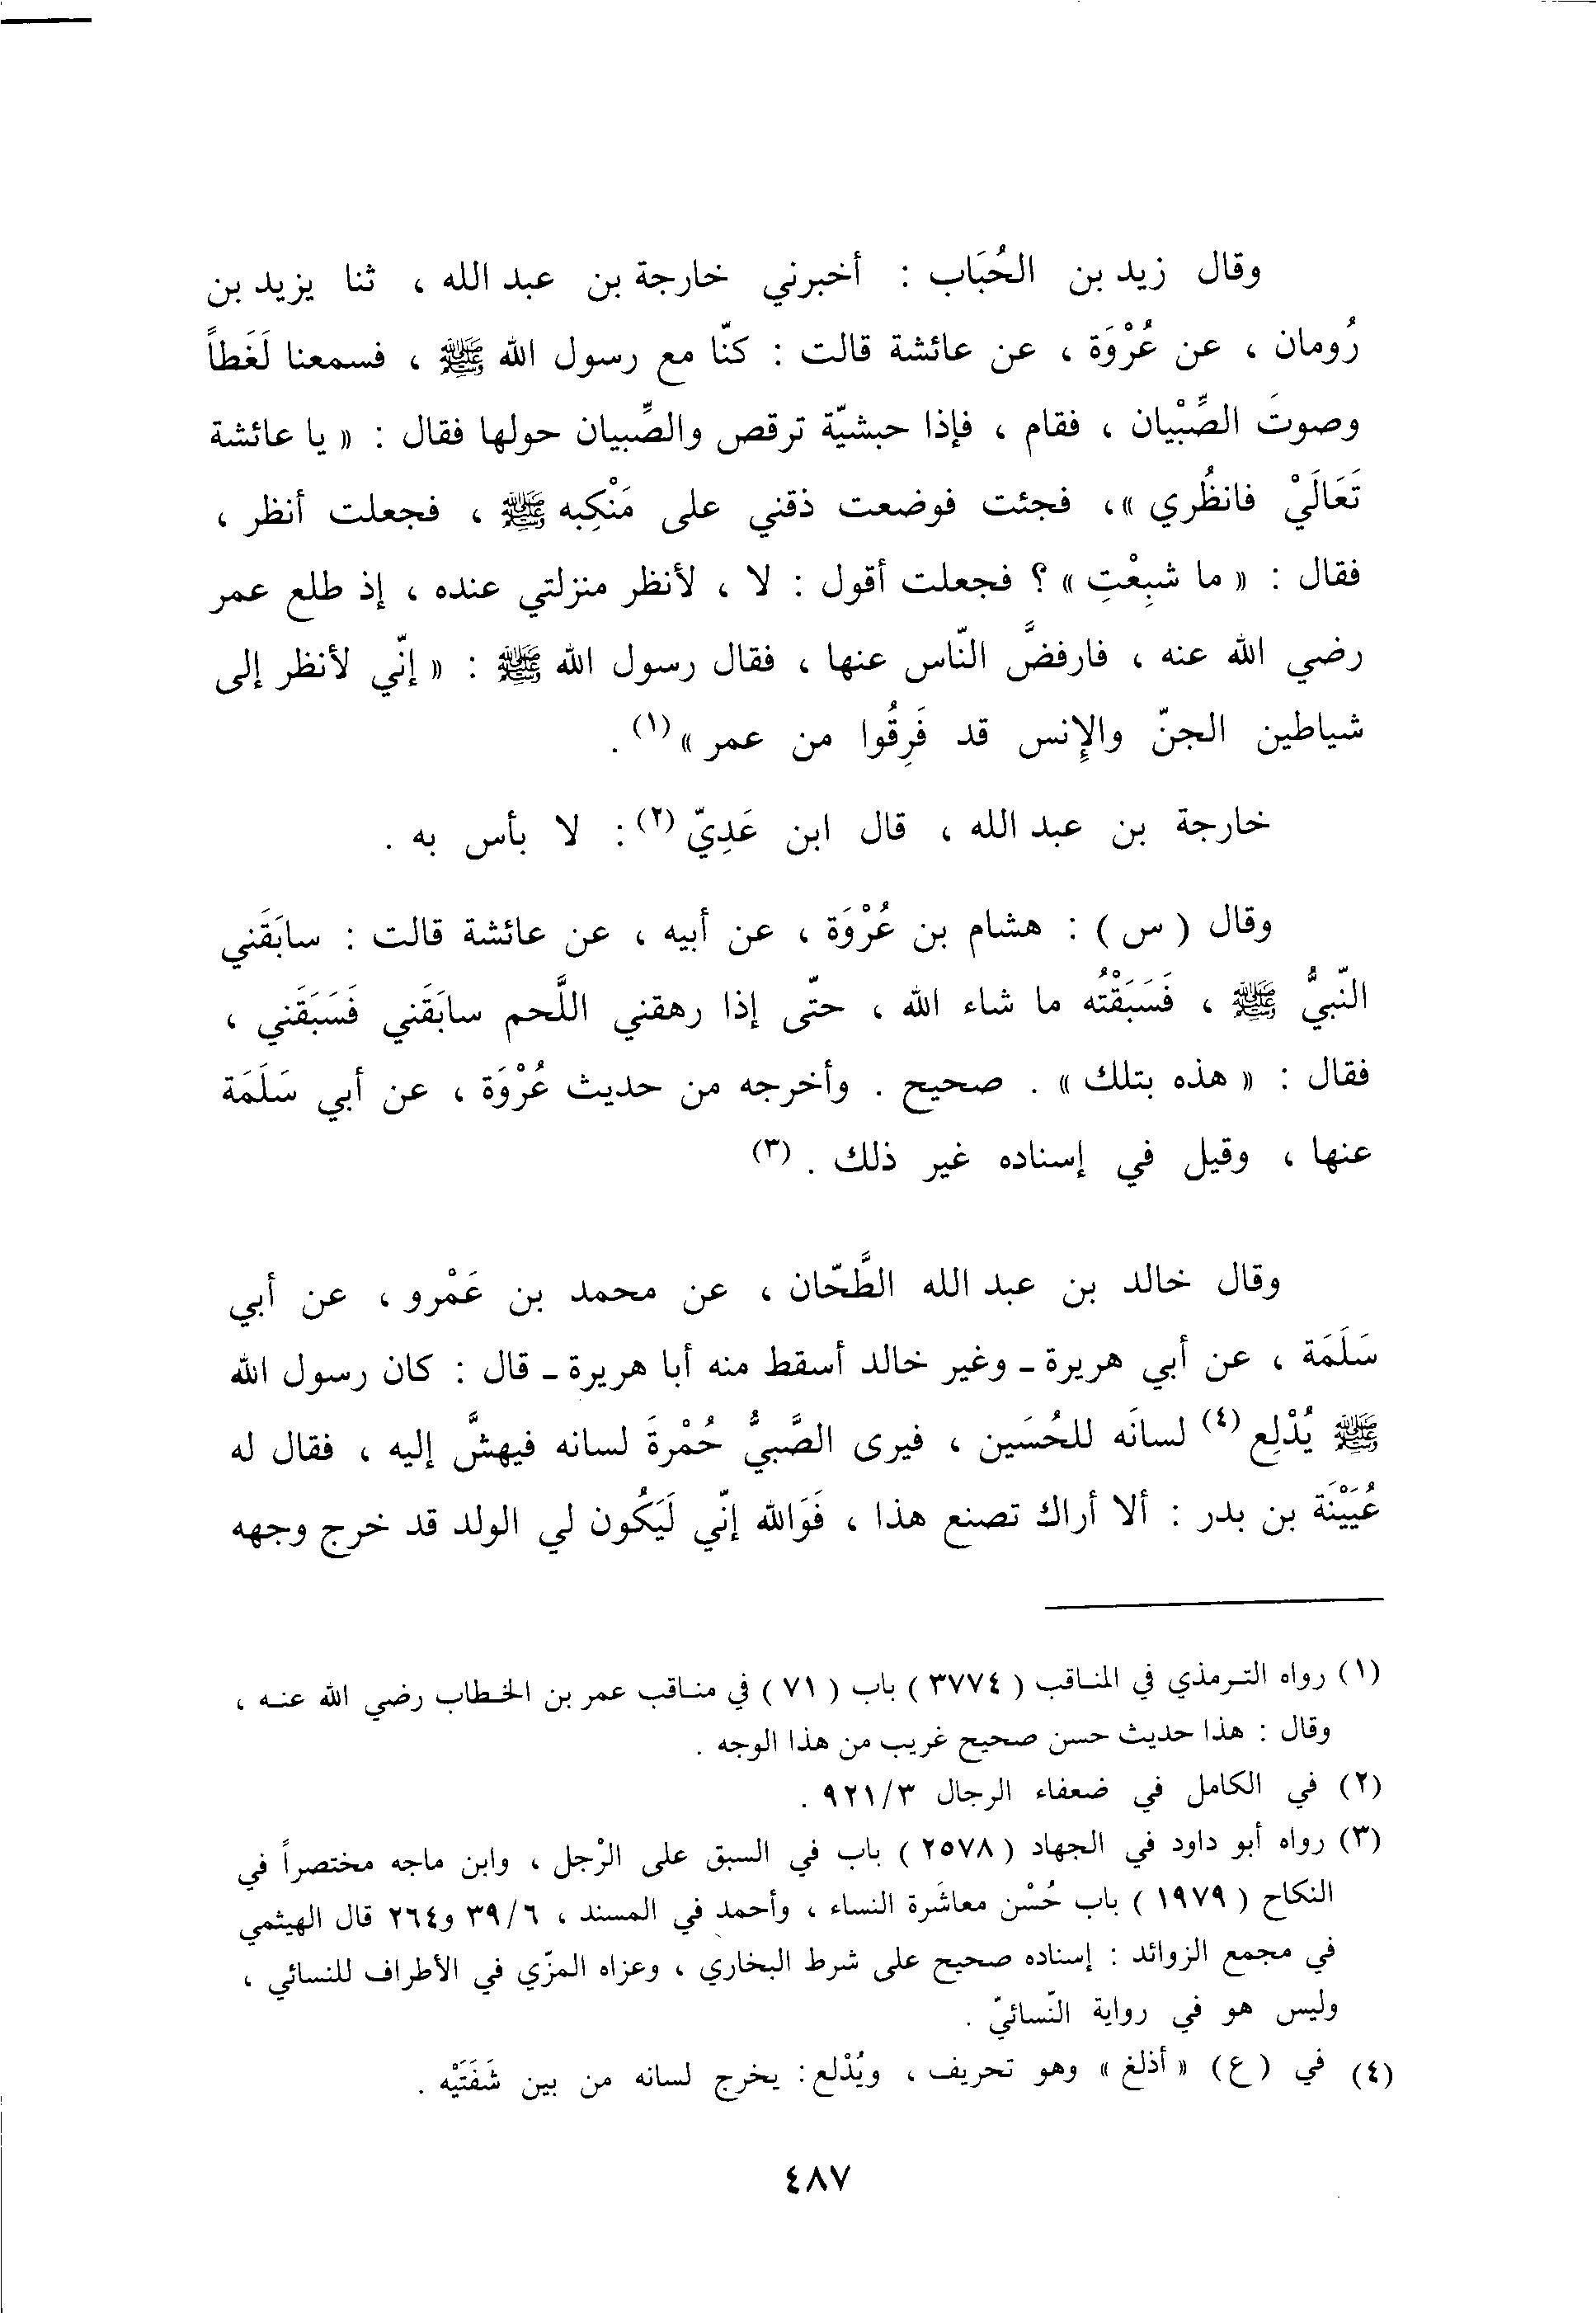 وقال زيد بن الحُبَاب : أخبرني خارجة بن عبد الله ، ثنا يزيد بن
رُومان ، عن عُرْوَة ، عن عائشة قالت : كنّا مع رسول الله ﷺ ، فسمعنا لَغَطاً
وصوتَ الصِّبْيان ، فقام ، فإذا حبشيّة ترقص والصِّبيان حولها فقال : « يا عائشة
تَعَالَيْ فانظُري »، فجئت فوضعت ذقني على مَنْكِبه ﷺ ، فجعلت أنظر ،
فقال : « ما شبِعْتِ » ؟ فجعلت أقول : لا ، لأنظر منزلتي عنده ، إذ طلع عمر
رضي الله عنه ، فارفضَّ النّاس عنها ، فقال رسول الله ﷺ : « إنّي لأنظر إلى
شياطين الجنّ والإِنس قد فَرِقُوا من عمر »(١) .
خارجة بن عبد الله ، قال ابن عَدِيّ(٢) : لا بأس به .
وقال ( س ) : هشام بن عُرْوَة ، عن أبيه ، عن عائشة قالت : سابَقَني
النّبيُّ ﷺ ، فَسَبَقْتُه ما شاء الله ، حتّى إذا رهقني اللَّحم سابَقَني فَسَبَقَني ،
فقال : « هذه بتلك » . صحيح . وأخرجه من حديث عُرْوَة ، عن أبي سَلَمَة
عنها ، وقيل في إسناده غير ذلك .(٣)
وقال خالد بن عبد الله الطَّحّان ، عن محمد بن عَمْرو ، عن أبي
سَلَمَة ، عن أبي هريرة - وغير خالد أسقط منه أبا هريرة - قال : كان رسول الله
ﷺ يُدْلِع(٤) لسانَه للحُسَين ، فيرى الصَّبيُّ حُمْرةَ لسانه فيهشَّ إليه ، فقال له
عُيَيْنَة بن بدر : ألا أراك تصنع هذا ، فَوَالله إنّي لَيَكُون لي الولد قد خرج وجهه
(١) رواه الترمذي في المناقب ( ٣٧٧٤ ) باب ( ٧١ ) في مناقب عمر بن الخطاب رضي الله عنه ،
وقال : هذا حديث حسن صحيح غريب من هذا الوجه .
(٢) في الكامل في ضعفاء الرجال ٩٢١/٣ .
(٣) رواه أبو داود في الجهاد ( ٢٥٧٨ ) باب في السبق على الرّجل ، وابن ماجه مختصراً في
النكاح ( ١٩٧٩ ) باب حُسْن معاشَرة النساء ، وأحمد في المسند ، ٣٩/٦ و٢٦٤ قال الهيثمي
في مجمع الزوائد : إسناده صحيح على شرط البخاري ، وعزاه المزّي في الأطراف للنسائي ،
وليس هو في رواية النّسائيّ .
(٤) في (ع) « أذلغ » وهو تحريف ، ويُدْلع : يخرج لسانه من بين شَفَتَيْه .
٤٨٧